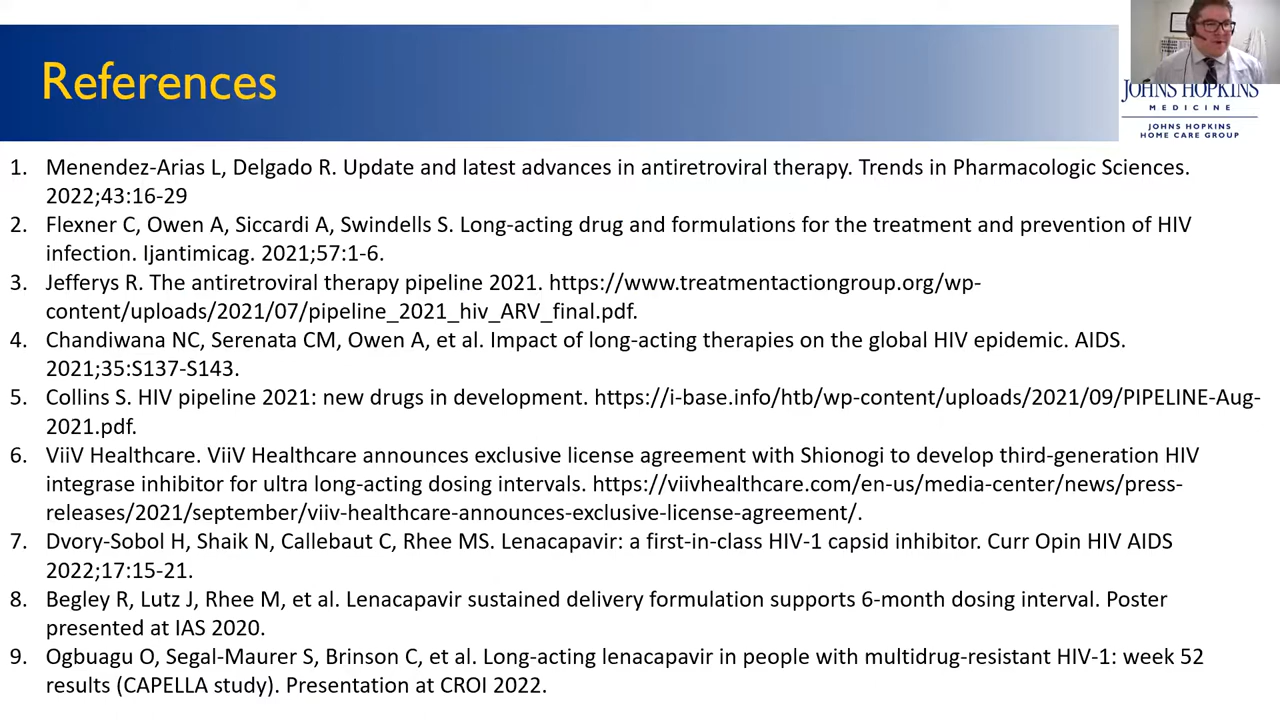 References
JOHNS HOPKINS
MEDICINE
JOHNS HOPKINS
HOME CARE GROUP
1. Menendez-Arias L, Delgado R. Update and latest advances in antiretroviral therapy. Trends in Pharmacologic Sciences.
2022;43:16-29
2. Flexner C, Owen A, Siccardi A, Swindells S. Long-acting drug and formulations for the treatment and prevention of HIV
infection. Ijantimicag. 2021;57:1-6.
3. Jefferys R. The antiretroviral therapy pipeline 2021. https://www.treatmentactiongroup.org/wp-
content/uploads/2021/07/pipeline_2021_hiv_ARV_final.pdf.
4. Chandiwana NC, Serenata CM, Owen A, et al. Impact of long-acting therapies on the global HIV epidemic. AIDS.
2021;35:S137-S143.
5. Collins S. HIV pipeline 2021: new drugs in development. https://i-base.info/htb/wp-content/uploads/2021/09/PIPELINE-Aug-
2021.pdf.
6. ViiV Healthcare. ViiV Healthcare announces exclusive license agreement with Shionogi to develop third-generation HIV
integrase inhibitor for ultra long-acting dosing intervals. https://viivhealthcare.com/en-us/media-center/news/press-
releases/2021/september/viiv-healthcare-announces-exclusive-license-agreement/.
7. Dvory-Sobol H, Shaik N, Callebaut C, Rhee MS. Lenacapavir: a first-in-class HIV-1 capsid inhibitor. Curr Opin HIV AIDS
2022;17:15-21.
8. Begley R, Lutz J, Rhee M, et al. Lenacapavir sustained delivery formulation supports 6-month dosing interval. Poster
presented at IAS 2020.
9. Ogbuagu O, Segal-Maurer S, Brinson C, et al. Long-acting lenacapavir in people with multidrug-resistant HIV-1: week 52
results (CAPELLA study). Presentation at CROI 2022.